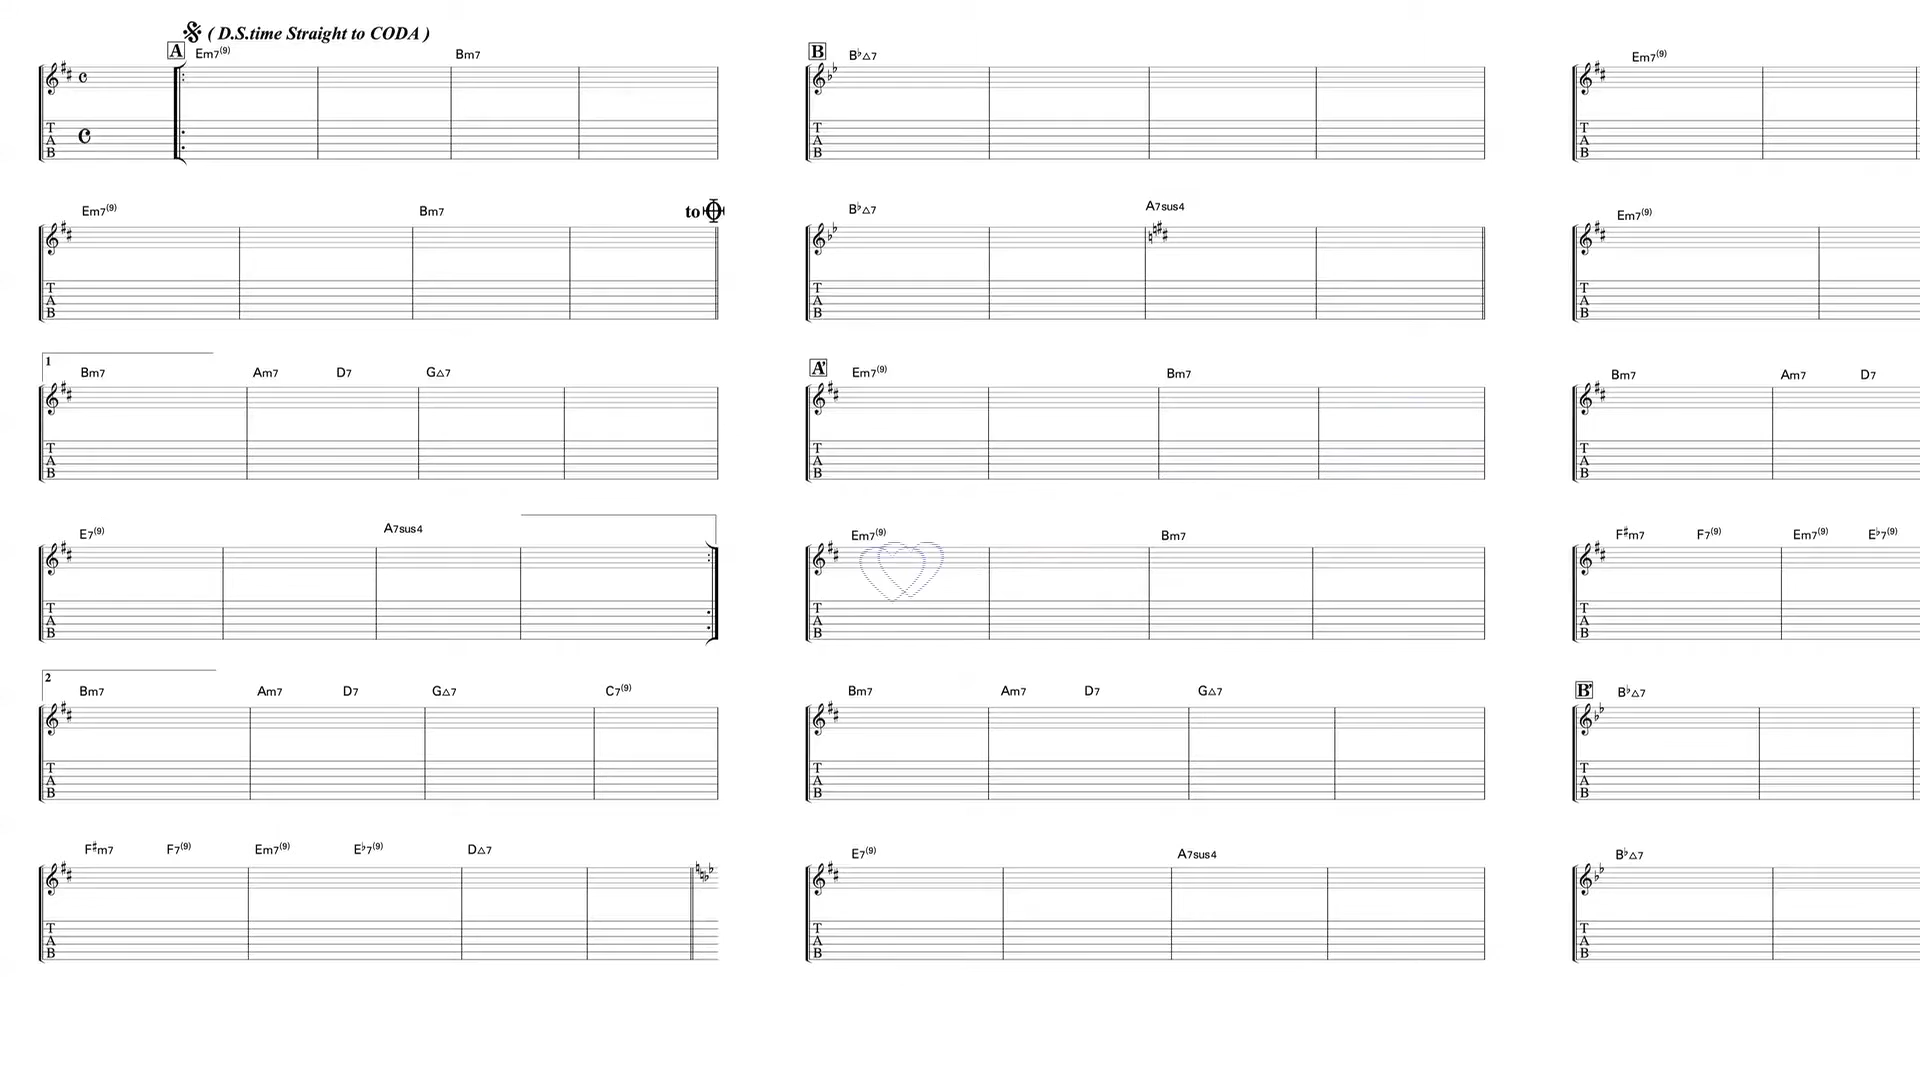 ( D.S.time Straight to CODA )
A Em7(9) Bm7
T
A
B
Em7(9) Bm7 to
T
A
B
1
Bm7 Am7 D7 G△7
T
A
B
E7(9) A7sus4
T
A
B
2
Bm7 Am7 D7 G△7 C7(9)
T
A
B
F♯m7 F7(9) Em7(9) E♭7(9) D△7
T
A
B
B B♭△7
T
A
B
B♭△7 A7sus4
T
A
B
A' Em7(9) Bm7
T
A
B
Em7(9) Bm7
T
A
B
Bm7 Am7 D7 G△7
T
A
B
E7(9) A7sus4
T
A
B
Em7(9)
T
A
B
Em7(9)
T
A
B
Bm7 Am7 D7
T
A
B
F♯m7 F7(9) Em7(9) E♭7(9)
T
A
B
B' B♭△7
T
A
B
B♭△7
T
A
B